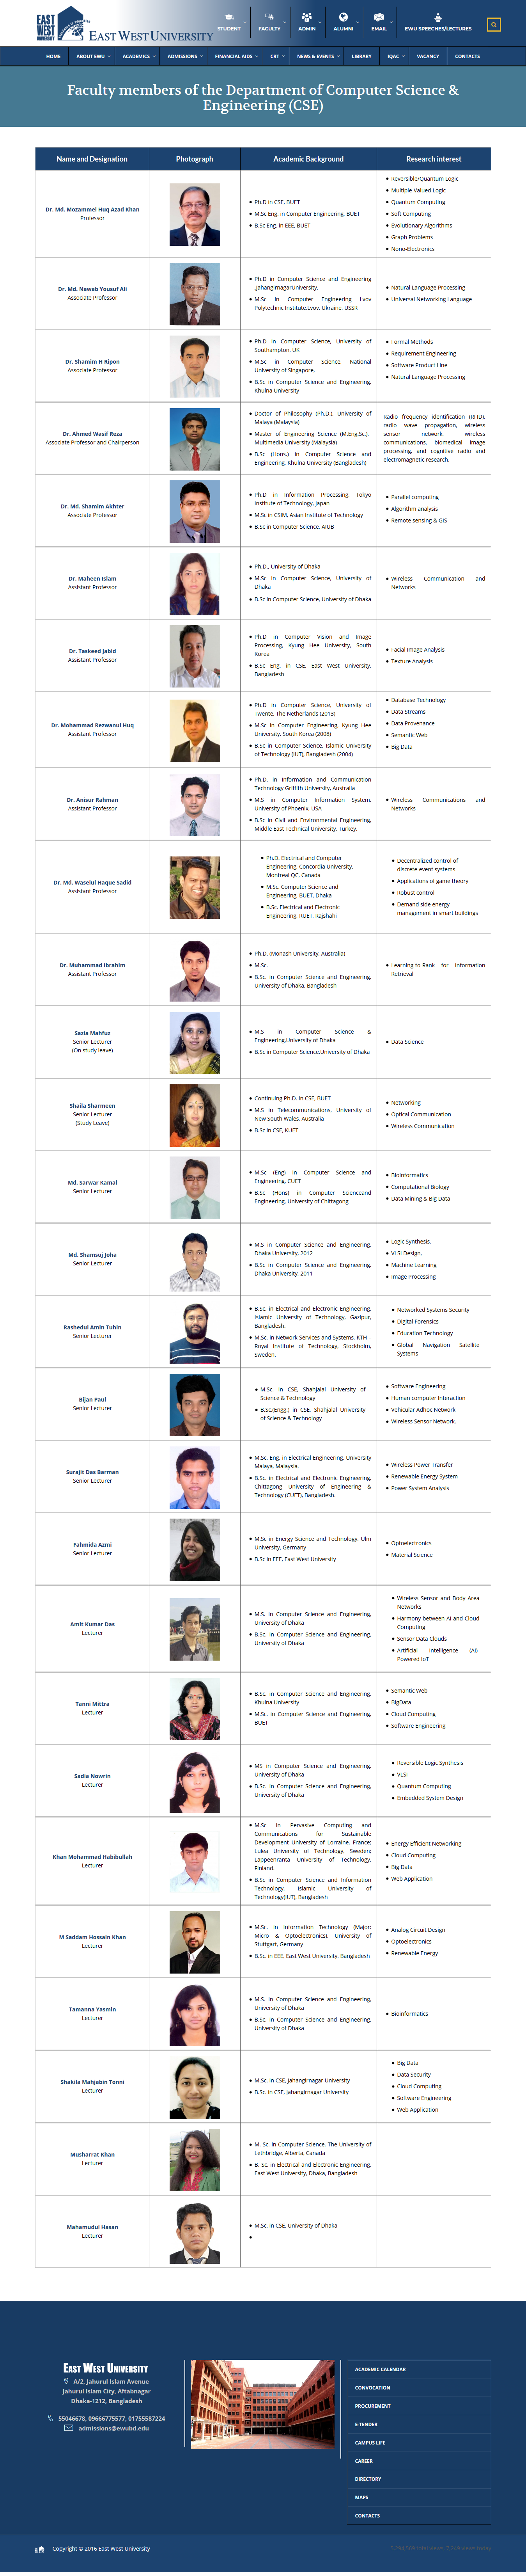 EAST WEST UNIVERSITY
STUDENT
FACULTY
ADMIN
ALUMNI
EMAIL
EWU SPEECHES/LECTURES
HOME
ABOUT EWU
ACADEMICS
ADMISSIONS
FINANCIAL AIDS
CRT
NEWS & EVENTS
LIBRARY
IQAC
VACANCY
CONTACTS
Faculty members of the Department of Computer Science &
Engineering (CSE)
Name and Designation
Photograph
Academic Background
Research interest
Dr. Md. Mozammel Huq Azad Khan
Professor
Ph.D in CSE, BUET
M.Sc Eng. in Computer Engineering, BUET
B.Sc Eng. in EEE, BUET
Reversible/Quantum Logic
Multiple-Valued Logic
Quantum Computing
Soft Computing
Evolutionary Algorithms
Graph Problems
Nono-Electronics
Dr. Md. Nawab Yousuf Ali
Associate Professor
Ph.D in Computer Science and Engineering
,JahangirnagarUniversity,
M.Sc in Computer Engineering Lvov
Polytechnic Institute,Lvov, Ukraine, USSR
Natural Language Processing
Universal Networking Language
Dr. Shamim H Ripon
Associate Professor
Ph.D in Computer Science, University of
Southampton, UK
M.Sc in Computer Science, National
University of Singapore,
B.Sc in Computer Science and Engineering,
Khulna University
Formal Methods
Requirement Engineering
Software Product Line
Natural Language Processing
Dr. Ahmed Wasif Reza
Associate Professor and Chairperson
Doctor of Philosophy (Ph.D.), University of
Malaya (Malaysia)
Master of Engineering Science (M.Eng.Sc.),
Multimedia University (Malaysia)
B.Sc (Hons.) in Computer Science and
Engineering, Khulna University (Bangladesh)
Radio frequency identification (RFID),
radio wave propagation, wireless
sensor network, wireless
communications, biomedical image
processing, and cognitive radio and
electromagnetic research.
Dr. Md. Shamim Akhter
Associate Professor
Ph.D in Information Processing, Tokyo
Institute of Technology, Japan
M.Sc in CSIM, Asian Institute of Technology
B.Sc in Computer Science, AIUB
Parallel computing
Algorithm analysis
Remote sensing & GIS
Dr. Maheen Islam
Assistant Professor
Ph.D., University of Dhaka
M.Sc in Computer Science, University of
Dhaka
B.Sc in Computer Science, University of Dhaka
Wireless Communication and
Networks
Dr. Taskeed Jabid
Assistant Professor
Ph.D in Computer Vision and Image
Processing, Kyung Hee University, South
Korea
B.Sc Eng. in CSE, East West University,
Bangladesh
Facial Image Analysis
Texture Analysis
Dr. Mohammad Rezwanul Huq
Assistant Professor
Ph.D in Computer Science, University of
Twente, The Netherlands (2013)
M.Sc in Computer Engineering, Kyung Hee
University, South Korea (2008)
B.Sc in Computer Science, Islamic University
of Technology (IUT), Bangladesh (2004)
Database Technology
Data Streams
Data Provenance
Semantic Web
Big Data
Dr. Anisur Rahman
Assistant Professor
Ph.D. in Information and Communication
Technology Griffith University, Australia
M.S in Computer Information System,
University of Phoenix, USA
B.Sc in Civil and Environmental Engineering,
Middle East Technical University, Turkey.
Wireless Communications and
Networks
Dr. Md. Waselul Haque Sadid
Assistant Professor
Ph.D. Electrical and Computer
Engineering, Concordia University,
Montreal QC, Canada
M.Sc. Computer Science and
Engineering, BUET, Dhaka
B.Sc. Electrical and Electronic
Engineering, RUET, Rajshahi
Decentralized control of
discrete-event systems
Applications of game theory
Robust control
Demand side energy
management in smart buildings
Dr. Muhammad Ibrahim
Assistant Professor
Ph.D. (Monash University, Australia)
M.Sc.
B.Sc. in Computer Science and Engineering,
University of Dhaka, Bangladesh
Learning-to-Rank for Information
Retrieval
Sazia Mahfuz
Senior Lecturer
(On study leave)
M.S in Computer Science &
Engineering,University of Dhaka
B.Sc in Computer Science,University of Dhaka
Data Science
Shaila Sharmeen
Senior Lecturer
(Study Leave)
Continuing Ph.D. in CSE, BUET
M.S in Telecommunications, University of
New South Wales, Australia
B.Sc in CSE, KUET
Networking
Optical Communication
Wireless Communication
Md. Sarwar Kamal
Senior Lecturer
M.Sc (Eng) in Computer Science and
Engineering, CUET
B.Sc (Hons) in Computer Scienceand
Engineering, University of Chittagong
Bioinformatics
Computational Biology
Data Mining & Big Data
Md. Shamsuj Joha
Senior Lecturer
M.S in Computer Science and Engineering,
Dhaka University, 2012
B.Sc in Computer Science and Engineering,
Dhaka University, 2011
Logic Synthesis,
VLSI Design,
Machine Learning
Image Processing
Rashedul Amin Tuhin
Senior Lecturer
B.Sc. in Electrical and Electronic Engineering,
Islamic University of Technology, Gazipur,
Bangladesh.
M.Sc. in Network Services and Systems, KTH –
Royal Institute of Technology, Stockholm,
Sweden.
Networked Systems Security
Digital Forensics
Education Technology
Global Navigation Satellite
Systems
Bijan Paul
Senior Lecturer
M.Sc. in CSE, Shahjalal University of
Science & Technology
B.Sc.(Engg.) in CSE, Shahjalal University
of Science & Technology
Software Engineering
Human computer Interaction
Vehicular Adhoc Network
Wireless Sensor Network.
Surajit Das Barman
Senior Lecturer
M.Sc. Eng. in Electrical Engineering, University
Malaya, Malaysia.
B.Sc. in Electrical and Electronic Engineering,
Chittagong University of Engineering &
Technology (CUET), Bangladesh.
Wireless Power Transfer
Renewable Energy System
Power System Analysis
Fahmida Azmi
Senior Lecturer
M.Sc in Energy Science and Technology, Ulm
University, Germany
B.Sc in EEE, East West University
Optoelectronics
Material Science
Amit Kumar Das
Lecturer
M.S. in Computer Science and Engineering,
University of Dhaka
B.Sc. in Computer Science and Engineering,
University of Dhaka
Wireless Sensor and Body Area
Networks
Harmony between AI and Cloud
Computing
Sensor Data Clouds
Artificial Intelligence (AI)-
Powered IoT
Tanni Mittra
Lecturer
B.Sc. in Computer Science and Engineering,
Khulna University
M.Sc. in Computer Science and Engineering,
BUET
Semantic Web
BigData
Cloud Computing
Software Engineering
Sadia Nowrin
Lecturer
MS in Computer Science and Engineering,
University of Dhaka
B.Sc. in Computer Science and Engineering,
University of Dhaka
Reversible Logic Synthesis
VLSI
Quantum Computing
Embedded System Design
Khan Mohammad Habibullah
Lecturer
M.Sc in Pervasive Computing and
Communications for Sustainable
Development University of Lorraine, France;
Lulea University of Technology, Sweden;
Lappeenranta University of Technology,
Finland.
B.Sc in Computer Science and Information
Technology, Islamic University of
Technology(IUT), Bangladesh
Energy Efficient Networking
Cloud Computing
Big Data
Web Application
M Saddam Hossain Khan
Lecturer
M.Sc. in Information Technology (Major:
Micro & Optoelectronics), University of
Stuttgart, Germany
B.Sc. in EEE, East West University, Bangladesh
Analog Circuit Design
Optoelectronics
Renewable Energy
Tamanna Yasmin
Lecturer
M.S. in Computer Science and Engineering,
University of Dhaka
B.Sc. in Computer Science and Engineering,
University of Dhaka
Bioinformatics
Shakila Mahjabin Tonni
Lecturer
M.Sc. in CSE, Jahangirnagar University
B.Sc. in CSE, Jahangirnagar University
Big Data
Data Security
Cloud Computing
Software Engineering
Web Application
Musharrat Khan
Lecturer
M. Sc. in Computer Science, The University of
Lethbridge, Alberta, Canada
B. Sc. in Electrical and Electronic Engineering,
East West University, Dhaka, Bangladesh
Mahamudul Hasan
Lecturer
M.Sc. in CSE, University of Dhaka
EAST WEST UNIVERSITY
A/2, Jahurul Islam Avenue
Jahurul Islam City, Aftabnagar
Dhaka-1212, Bangladesh
55046678, 09666775577, 01755587224
admissions@ewubd.edu
ACADEMIC CALENDAR
CONVOCATION
PROCUREMENT
E-TENDER
CAMPUS LIFE
CAREER
DIRECTORY
MAPS
CONTACTS
Copyright © 2016 East West University